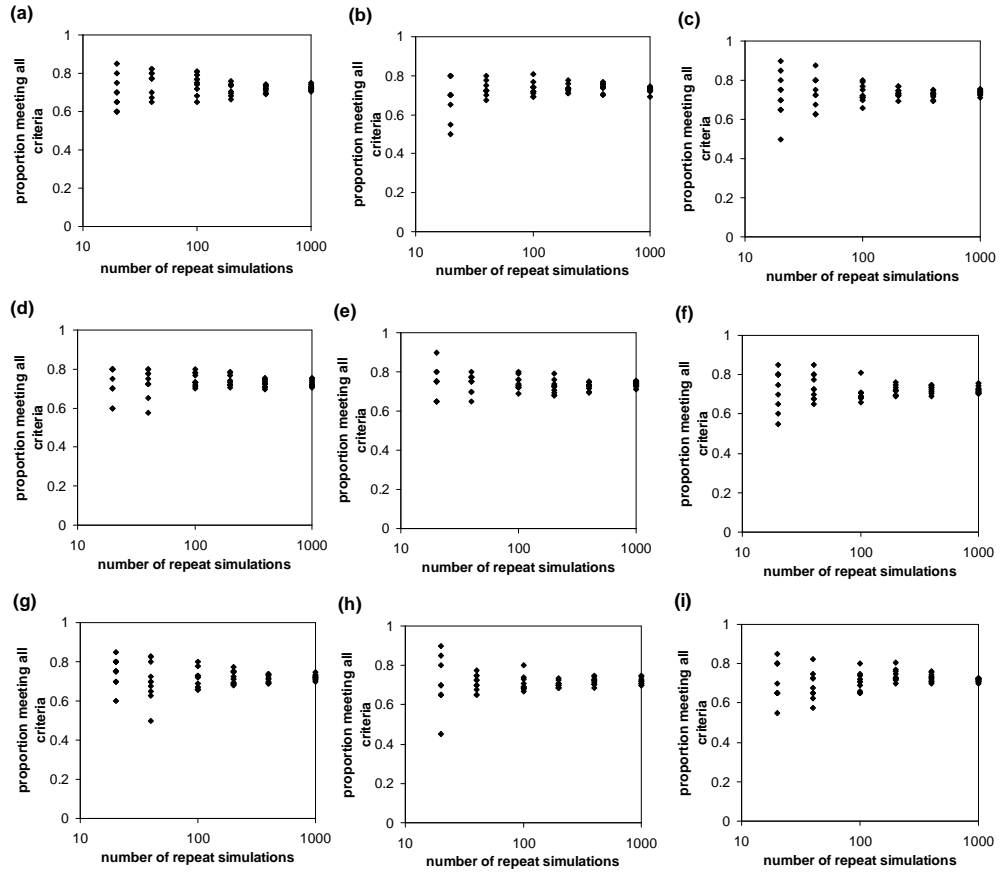 (a)
1
0.8
0.6
0.4
0.2
0
10 100 1000
number of repeat simulations
proportion meeting all
criteria
(b)
1
0.8
0.6
0.4
0.2
0
10 100 1000
number of repeat simulations
proportion meeting all
criteria
(c)
1
0.8
0.6
0.4
0.2
0
10 100 1000
number of repeat simulations
proportion meeting all
criteria
(d)
1
0.8
0.6
0.4
0.2
0
10 100 1000
number of repeat simulations
proportion meeting all
criteria
(e)
1
0.8
0.6
0.4
0.2
0
10 100 1000
number of repeat simulations
proportion meeting all
criteria
(f)
1
0.8
0.6
0.4
0.2
0
10 100 1000
number of repeat simulations
proportion meeting all
criteria
(g)
1
0.8
0.6
0.4
0.2
0
10 100 1000
number of repeat simulations
proportion meeting all
criteria
(h)
1
0.8
0.6
0.4
0.2
0
10 100 1000
number of repeat simulations
proportion meeting all
criteria
(i)
1
0.8
0.6
0.4
0.2
0
10 100 1000
number of repeat simulations
proportion meeting all
criteria